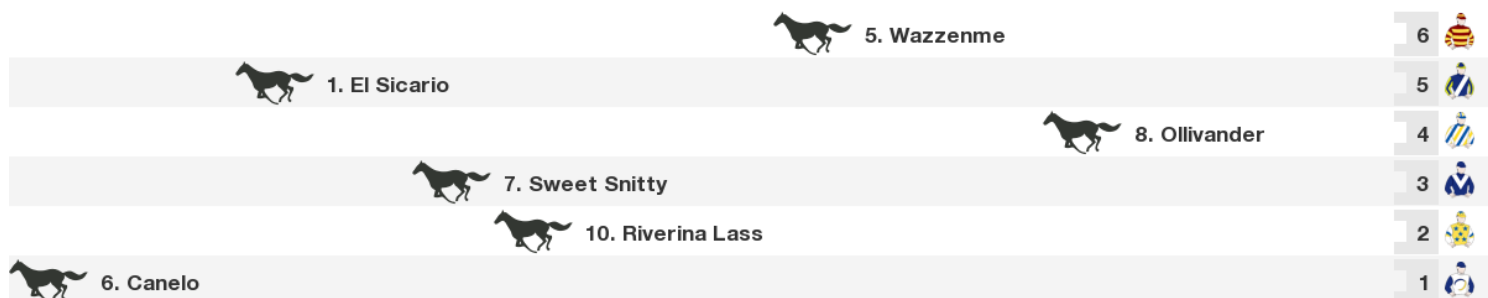 5. Wazzenme 6
1. El Sicario 5
8. Ollivander 4
7. Sweet Snitty 3
10. Riverina Lass 2
6. Canelo 1